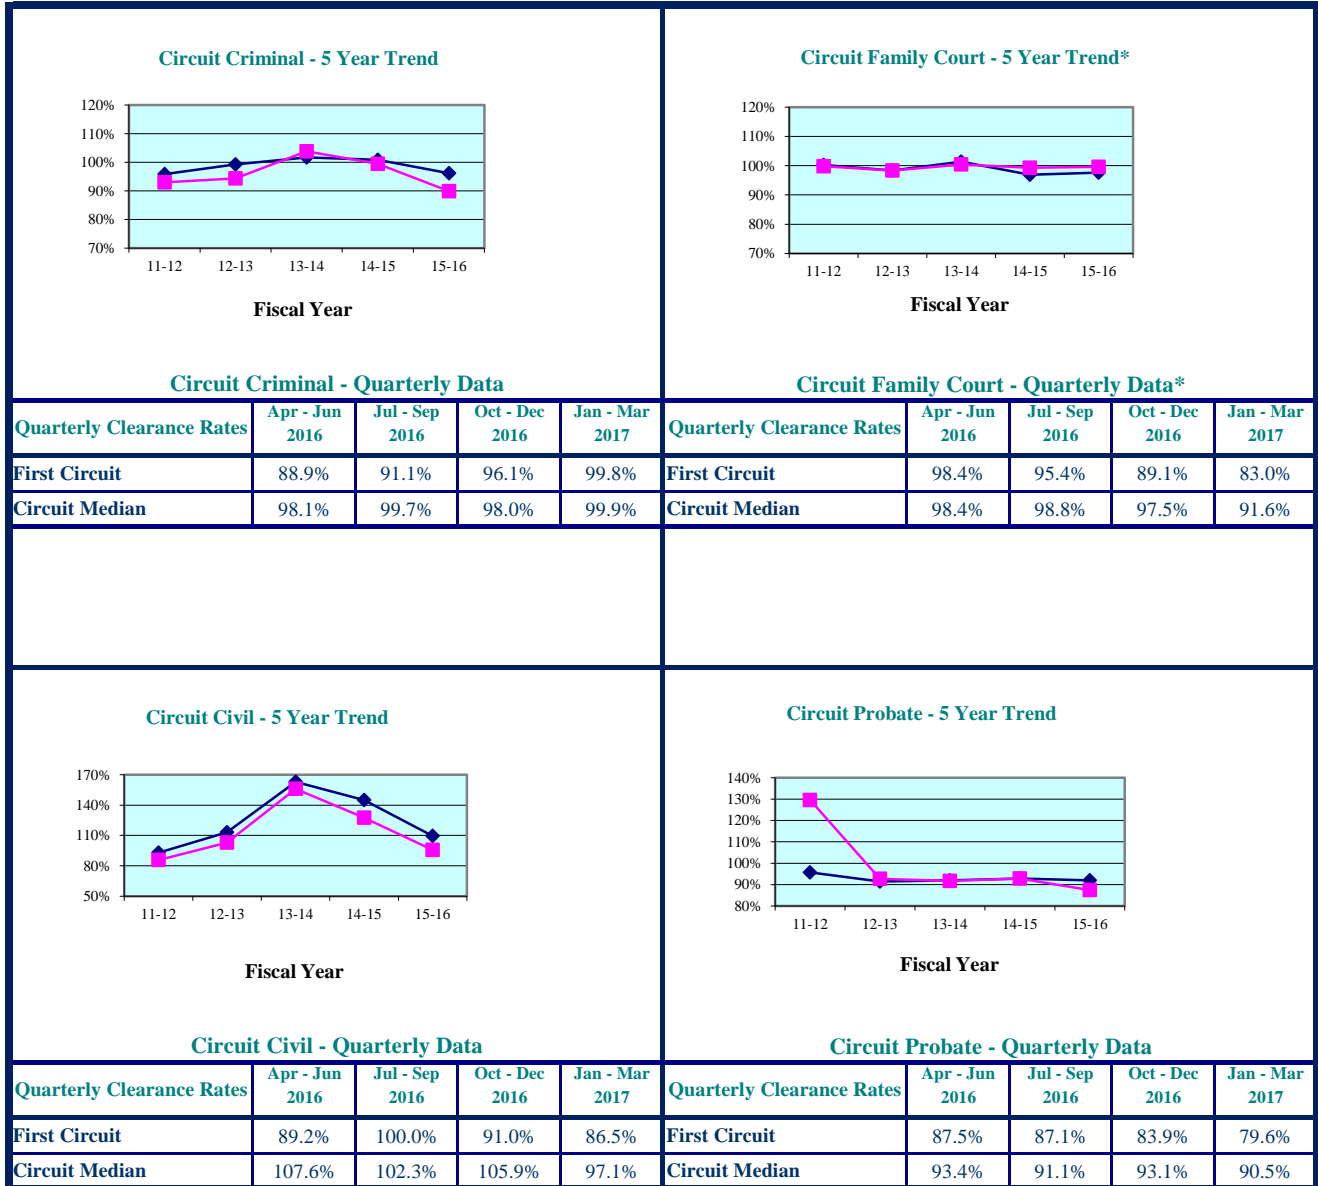 Circuit Criminal - 5 Year Trend
120%
110%
100%
90%
80%
70%
11-12 12-13 13-14 14-15 15-16
Fiscal Year
Circuit Criminal - Quarterly Data
Quarterly Clearance Rates Apr - Jun 2016 Jul - Sep 2016 Oct - Dec 2016 Jan - Mar 2017
First Circuit 88.9% 91.1% 96.1% 99.8%
Circuit Median 98.1% 99.7% 98.0% 99.9%
Circuit Family Court - 5 Year Trend*
120%
110%
100%
90%
80%
70%
11-12 12-13 13-14 14-15 15-16
Fiscal Year
Circuit Family Court - Quarterly Data*
Quarterly Clearance Rates Apr - Jun 2016 Jul - Sep 2016 Oct - Dec 2016 Jan - Mar 2017
First Circuit 98.4% 95.4% 89.1% 83.0%
Circuit Median 98.4% 98.8% 97.5% 91.6%
Circuit Civil - 5 Year Trend
170%
140%
110%
80%
50%
11-12 12-13 13-14 14-15 15-16
Fiscal Year
Circuit Civil - Quarterly Data
Quarterly Clearance Rates Apr - Jun 2016 Jul - Sep 2016 Oct - Dec 2016 Jan - Mar 2017
First Circuit 89.2% 100.0% 91.0% 86.5%
Circuit Median 107.6% 102.3% 105.9% 97.1%
Circuit Probate - 5 Year Trend
140%
130%
120%
110%
100%
90%
80%
11-12 12-13 13-14 14-15 15-16
Fiscal Year
Circuit Probate - Quarterly Data
Quarterly Clearance Rates Apr - Jun 2016 Jul - Sep 2016 Oct - Dec 2016 Jan - Mar 2017
First Circuit 87.5% 87.1% 83.9% 79.6%
Circuit Median 93.4% 91.1% 93.1% 90.5%